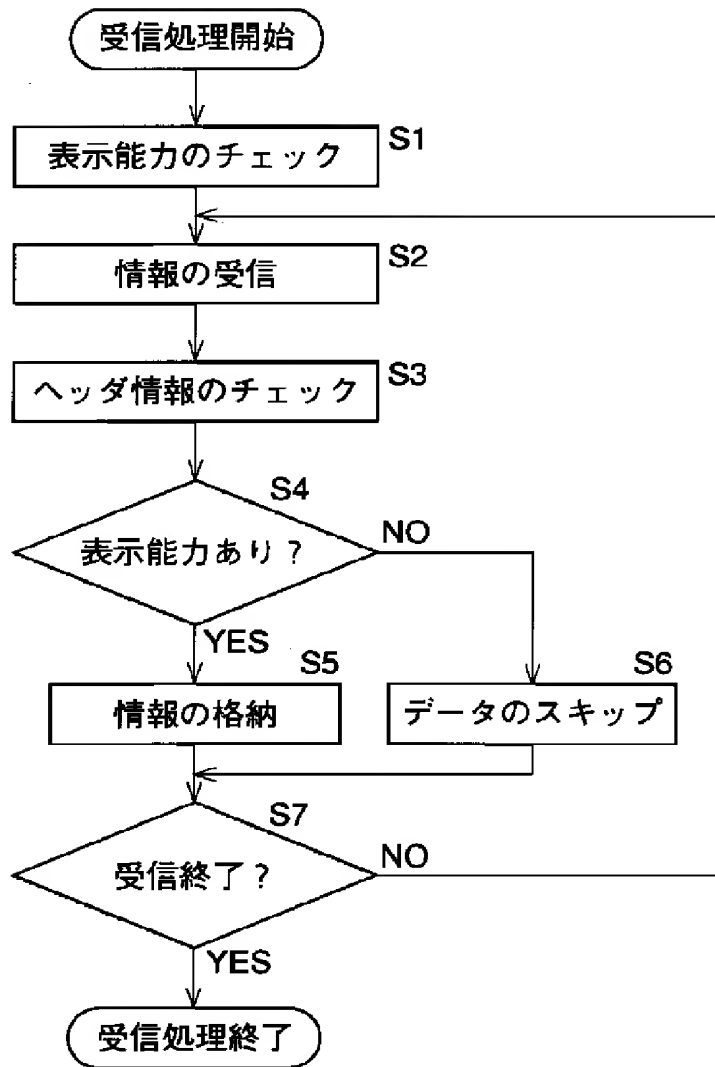 受信処理開始
表示能力のチェック
S1
情報の受信
S2
ヘッダ情報のチェック
S3
S4
表示能力あり?
NO
YES
S5
情報の格納
S6
データのスキップ
S7
受信終了?
NO
YES
受信処理終了